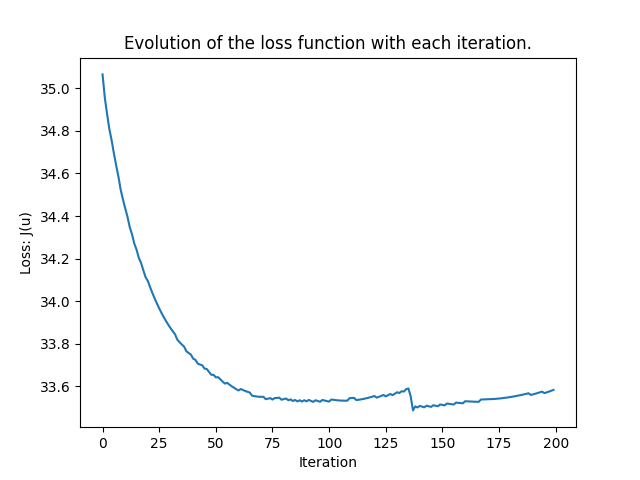 Evolution of the loss function with each iteration.
35.0
34.8
34.6
34.4
34.2
34.0
33.8
33.6
Loss: J(u)
0 25 50 75 100 125 150 175 200
Iteration